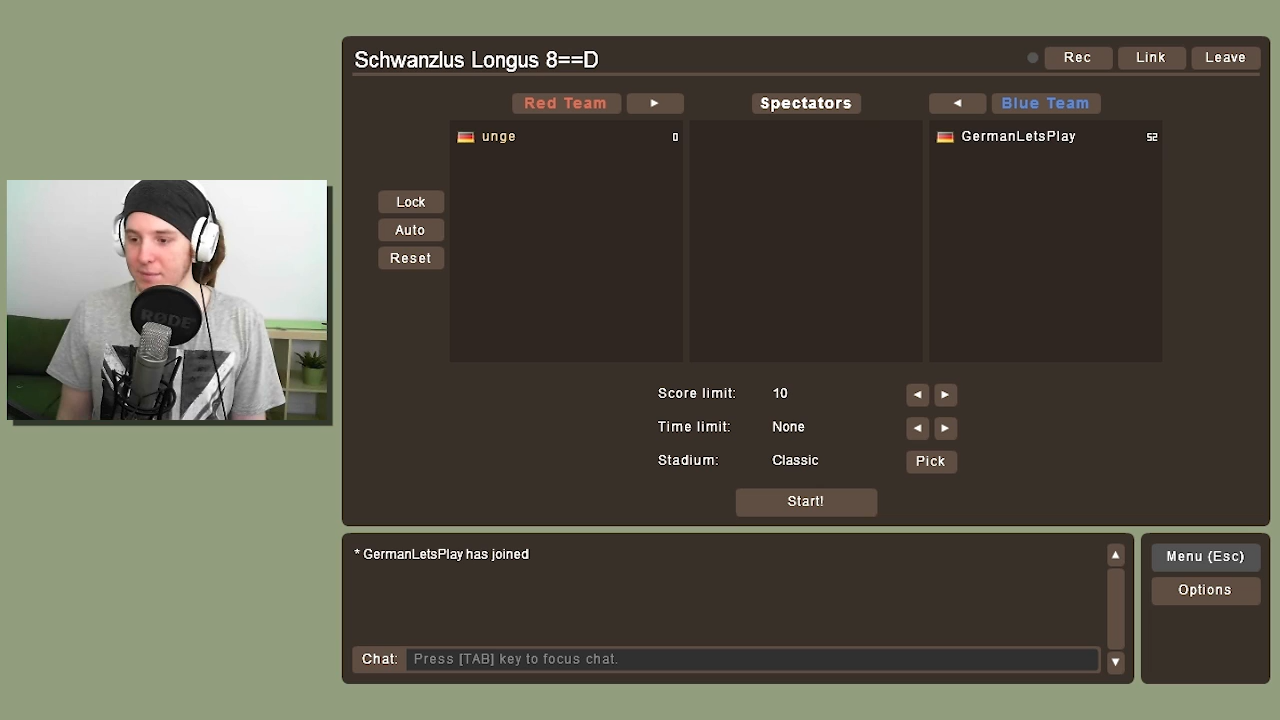 Schwanzlus Longus 8==D
Rec
Link
Leave
Red Team
Spectators
Blue Team
unge 0
GermanLetsPlay 52
Lock
Auto
Reset
Score limit: 10
Time limit: None
Stadium: Classic
Pick
Start!
* GermanLetsPlay has joined
Chat: Press [TAB] key to focus chat.
Menu (Esc)
Options
RØDE